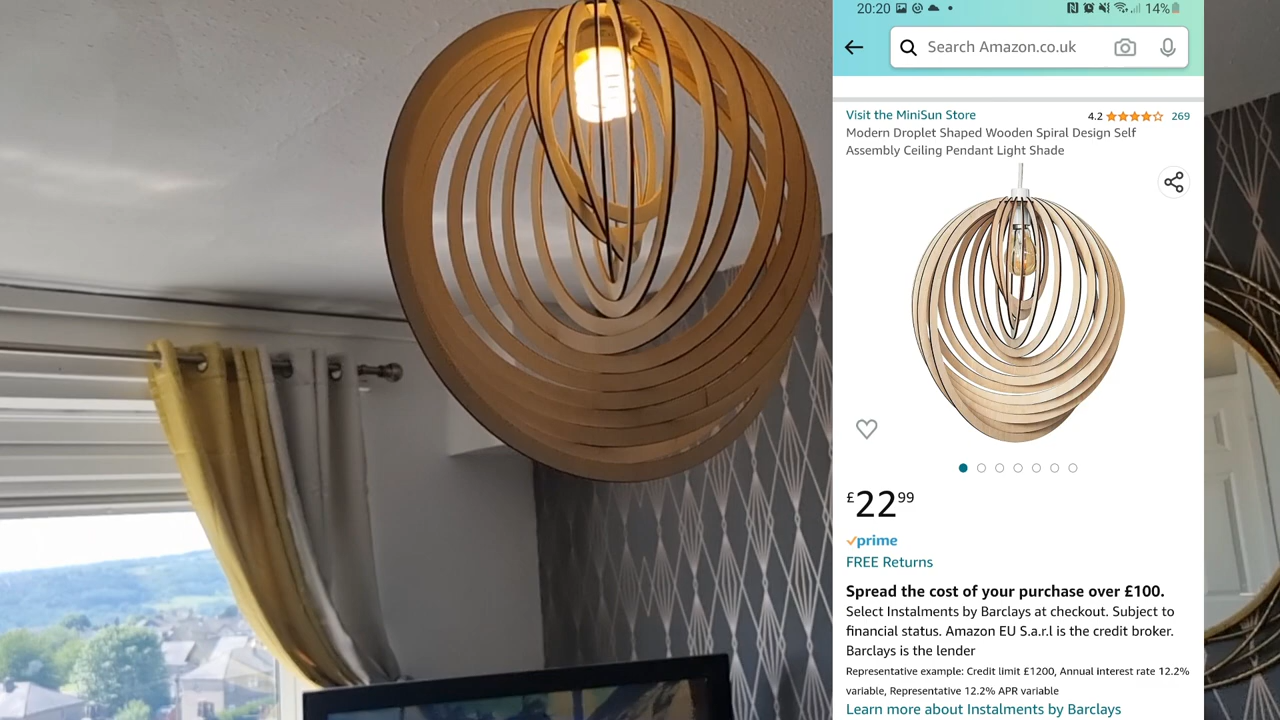 20:20
14%
Search Amazon.co.uk
Visit the MiniSun Store
4.2 269
Modern Droplet Shaped Wooden Spiral Design Self
Assembly Ceiling Pendant Light Shade
£22 99
prime
FREE Returns
Spread the cost of your purchase over £100.
Select Instalments by Barclays at checkout. Subject to
financial status. Amazon EU S.a.r.l is the credit broker.
Barclays is the lender
Representative example: Credit limit £1200, Annual interest rate 12.2%
variable, Representative 12.2% APR variable
Learn more about Instalments by Barclays